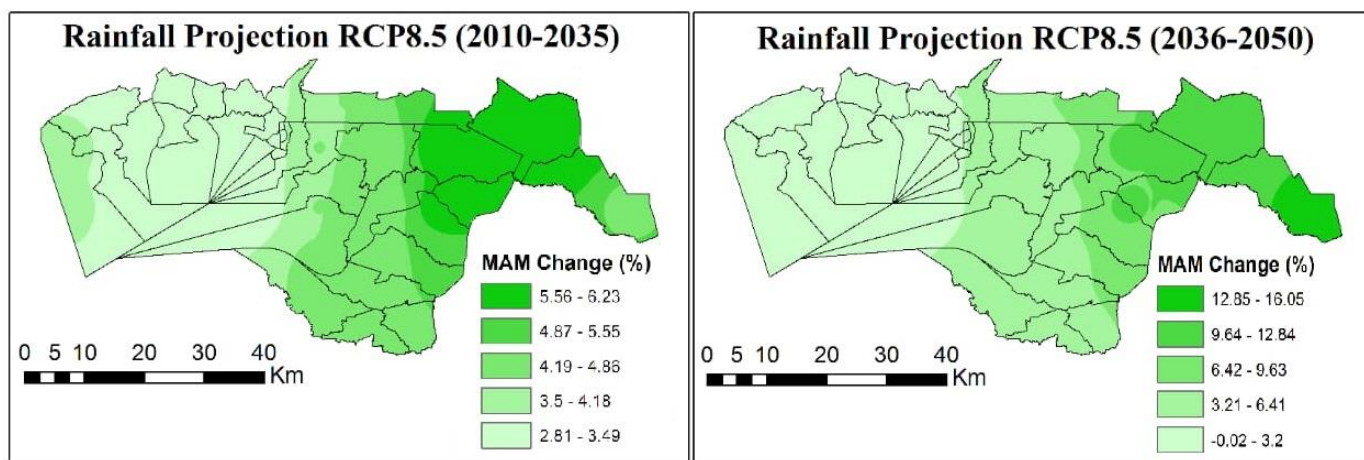 Rainfall Projection RCP8.5 (2010-2035)
MAM Change (%)
5.56 - 6.23
4.87 - 5.55
4.19 - 4.86
3.5 - 4.18
2.81 - 3.49
0 5 10 20 30 40
Km
Rainfall Projection RCP8.5 (2036-2050)
MAM Change (%)
12.85 - 16.05
9.64 - 12.84
6.42 - 9.63
3.21 - 6.41
-0.02 - 3.2
0 5 10 20 30 40
Km